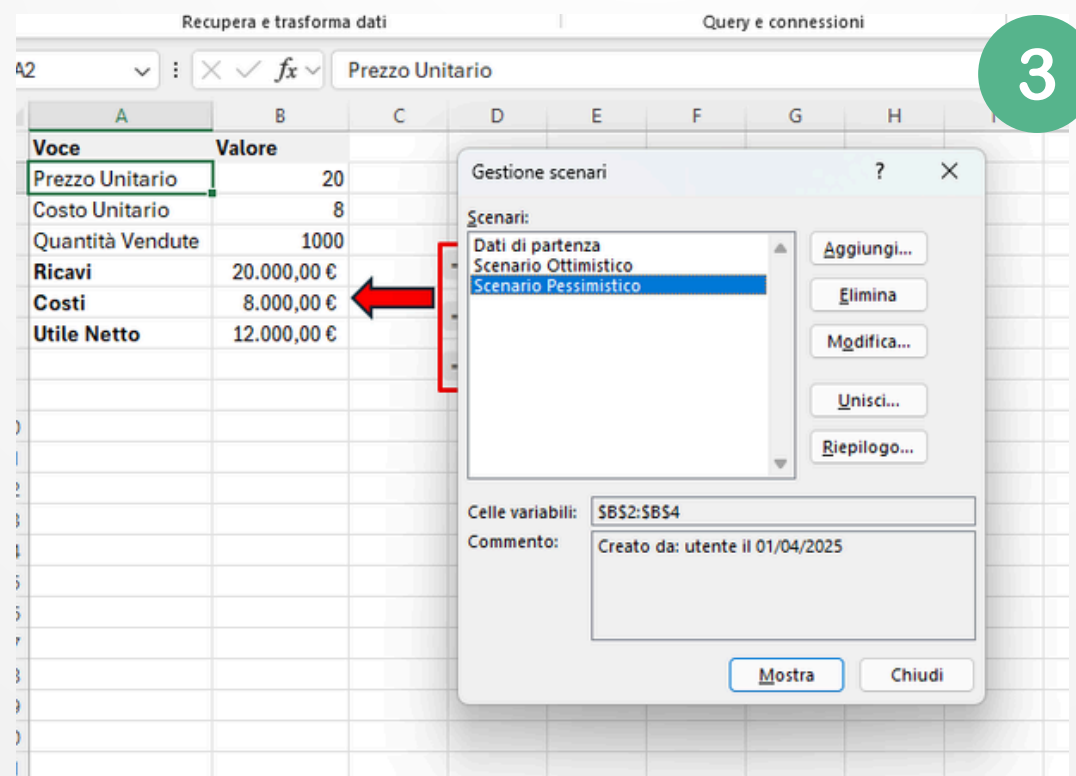 Recupera e trasforma dati
Query e connessioni
3
A2
fx
Prezzo Unitario
A B C D E F G H
Voce Valore
Prezzo Unitario 20
Costo Unitario 8
Quantità Vendute 1000
Ricavi 20.000,00 €
Costi 8.000,00 €
Utile Netto 12.000,00 €
Gestione scenari ?
Scenari:
Dati di partenza
Scenario Ottimistico
Scenario Pessimistico
Aggiungi...
Elimina
Modifica...
Unisci...
Riepilogo...
Celle variabili: $B$2:$B$4
Commento: Creato da: utente il 01/04/2025
Mostra Chiudi